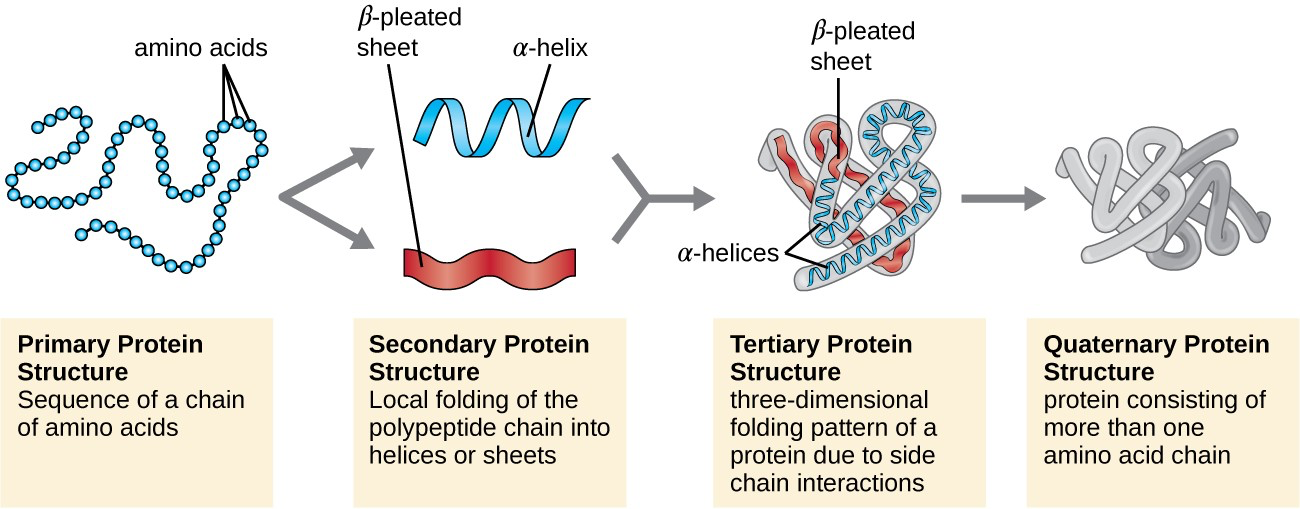 amino acids
β-pleated
sheet
α-helix
β-pleated
sheet
α-helices
Primary Protein
Structure
Sequence of a chain
of amino acids
Secondary Protein
Structure
Local folding of the
polypeptide chain into
helices or sheets
Tertiary Protein
Structure
three-dimensional
folding pattern of a
protein due to side
chain interactions
Quaternary Protein
Structure
protein consisting of
more than one
amino acid chain